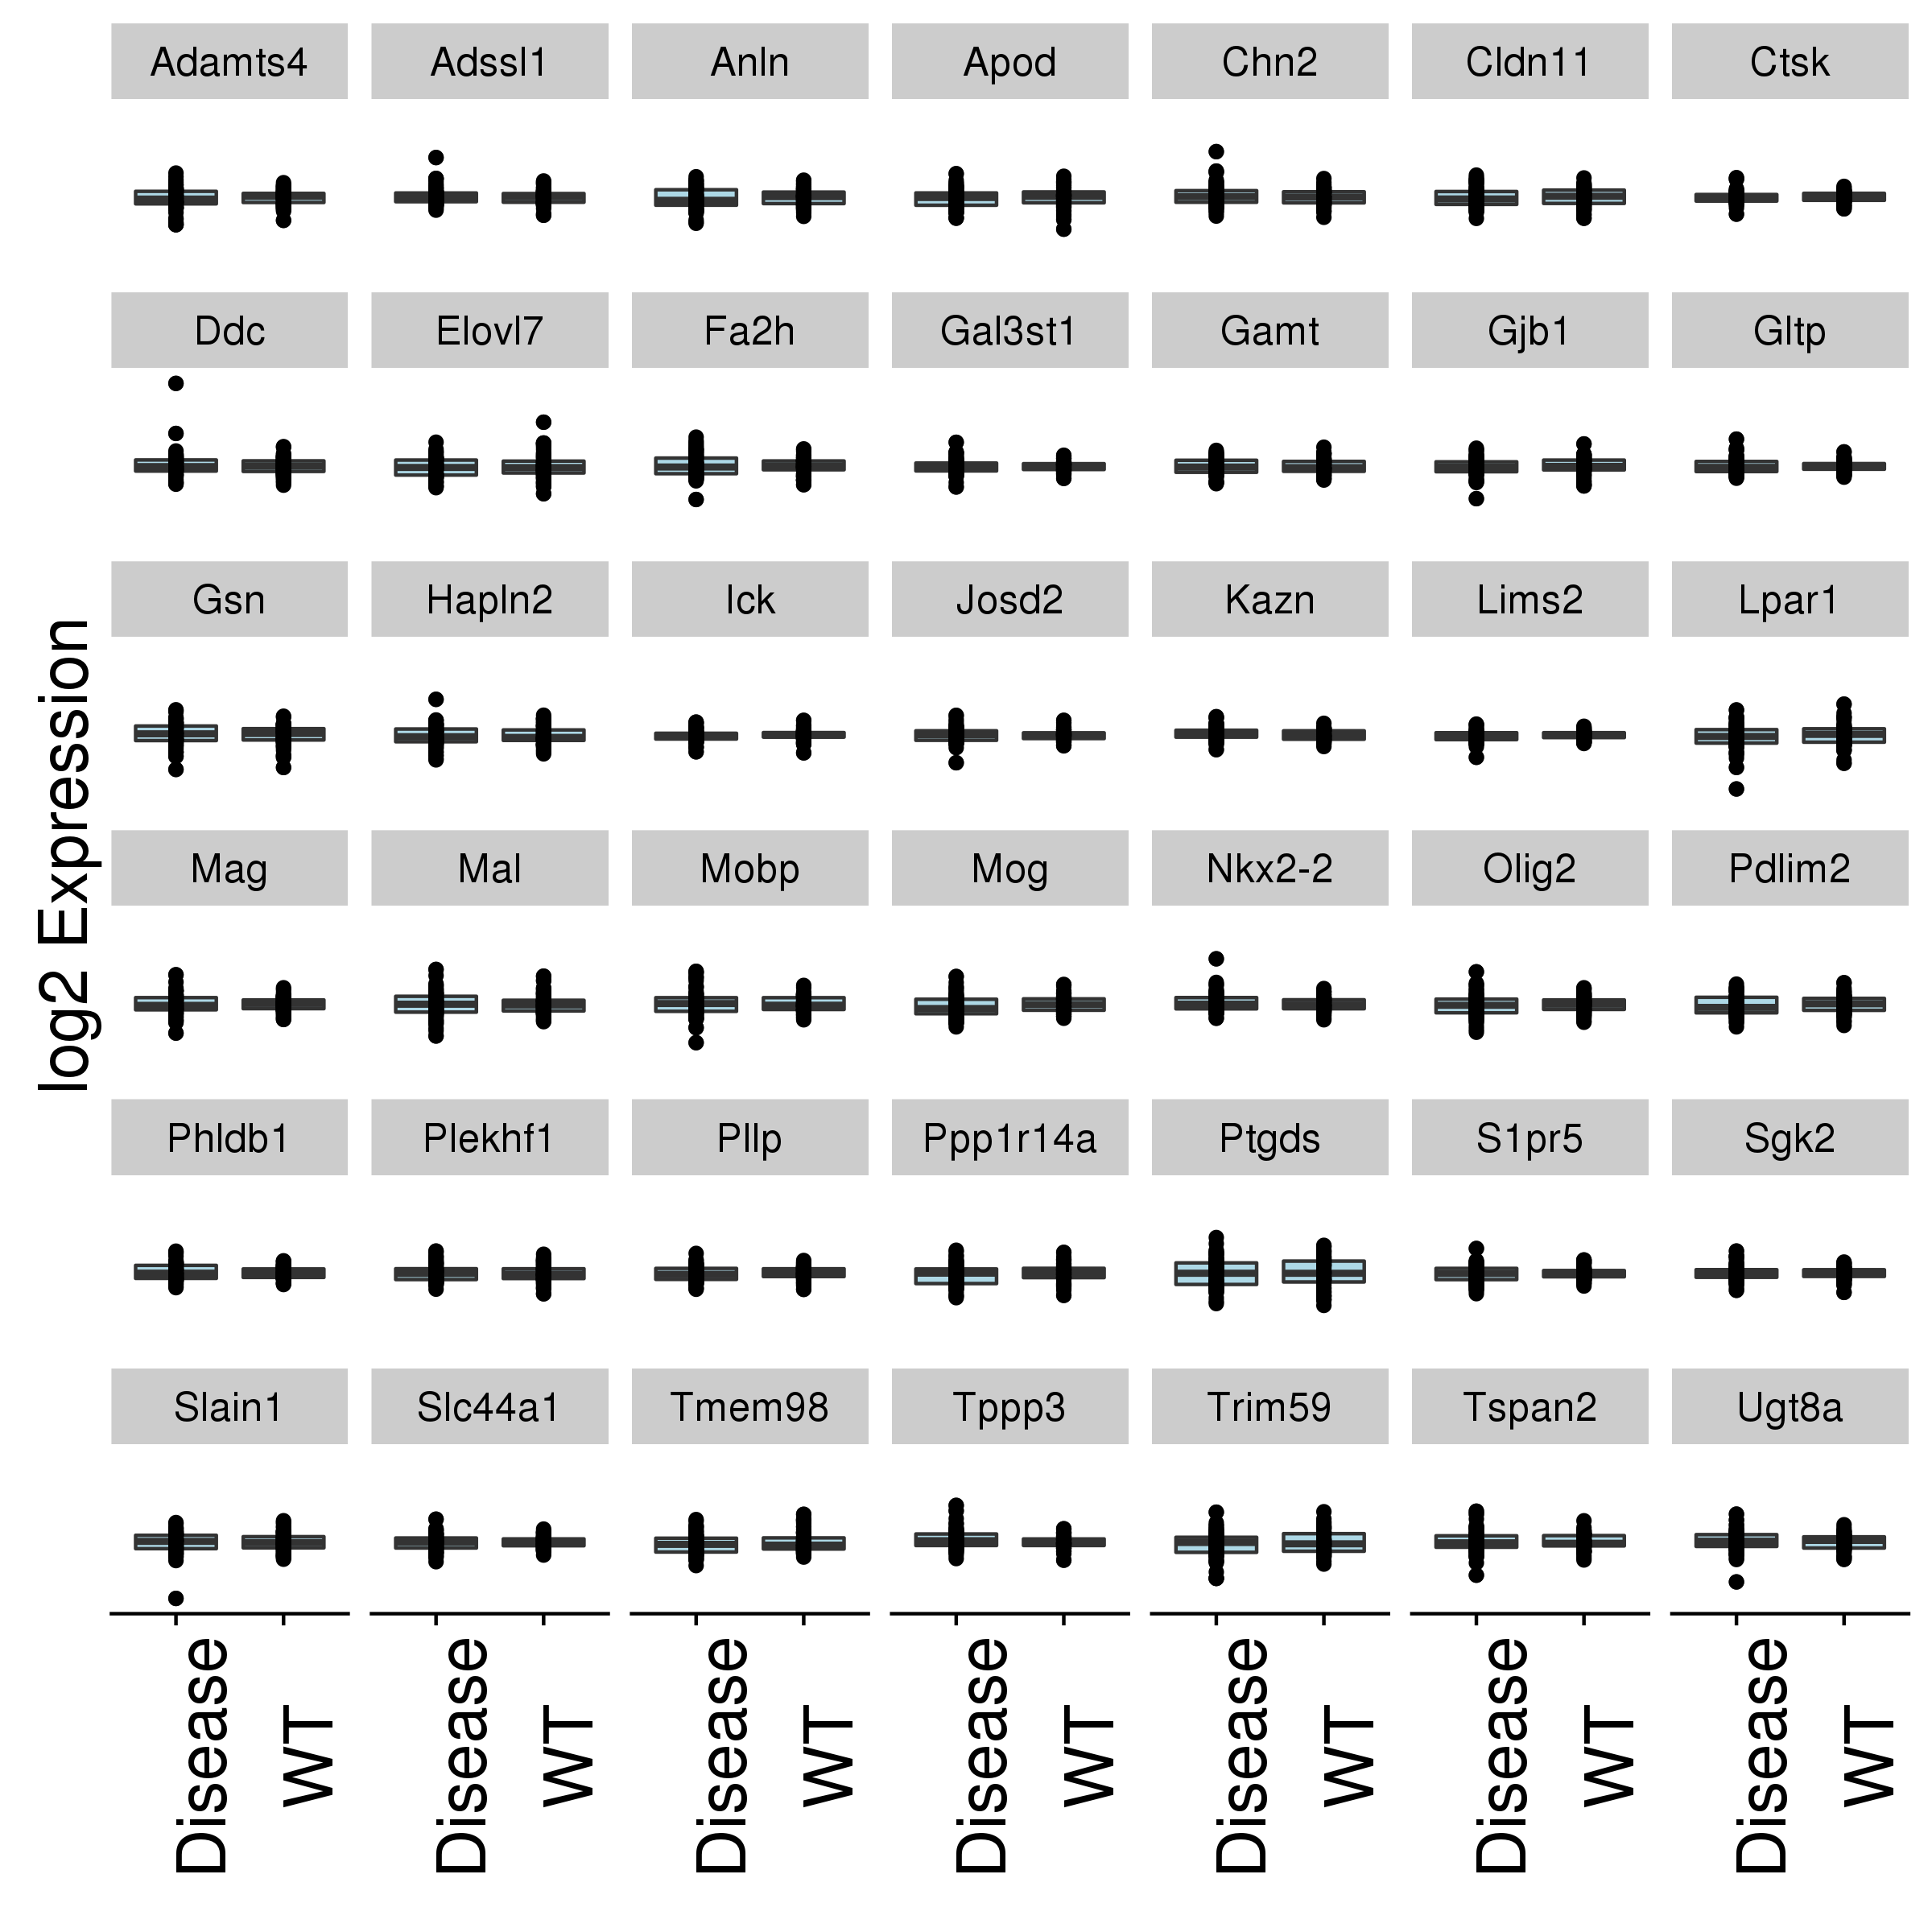 Adamts4 Adssl1 Anln Apod Chn2 Cldn11 Ctsk
Ddc Elovl7 Fa2h Gal3st1 Gamt Gjb1 Gltp
Gsn Hapln2 Ick Josd2 Kazn Lims2 Lpar1
Mag Mal Mobp Mog Nkx2-2 Olig2 Pdlim2
Phldb1 Plekhf1 Pllp Ppp1r14a Ptgds S1pr5 Sgk2
Slain1 Slc44a1 Tmem98 Tppp3 Trim59 Tspan2 Ugt8a
log2 Expression
Disease WT Disease WT Disease WT Disease WT Disease WT Disease WT Disease WT